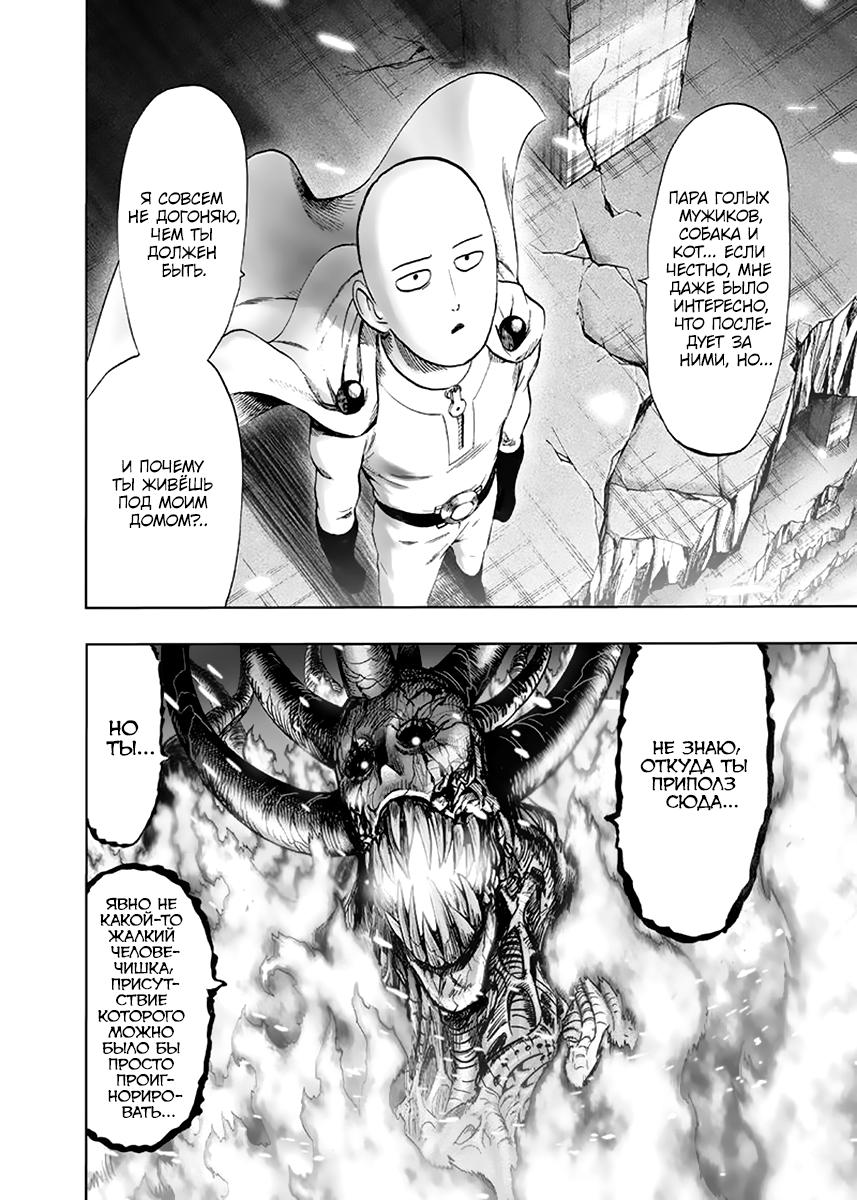 ПАРА ГОЛЫХ
МУЖИКОВ,
СОБАКА И
КОТ... ЕСЛИ
ЧЕСТНО, МНЕ
ДАЖЕ БЫЛО
ИНТЕРЕСНО,
ЧТО ПОСЛЕ-
ДУЕТ ЗА
НИМИ, НО...
Я СОВСЕМ
НЕ ДОГОНЯЮ,
ЧЕМ ТЫ
ДОЛЖЕН
БЫТЬ.
И ПОЧЕМУ
ТЫ ЖИВЁШЬ
ПОД МОИМ
ДОМОМ?..
НЕ ЗНАЮ,
ОТКУДА ТЫ
ПРИПОЛЗ
СЮДА...
НО
ТЫ...
ЯВНО НЕ
КАКОЙ-ТО
ЖАЛКИЙ
ЧЕЛОВЕ-
ЧИШКА,
ПРИСУТ-
СТВИЕ
КОТОРОГО
МОЖНО
БЫЛО БЫ
ПРОСТО
ПРОИГ-
НОРИРО-
ВАТЬ...